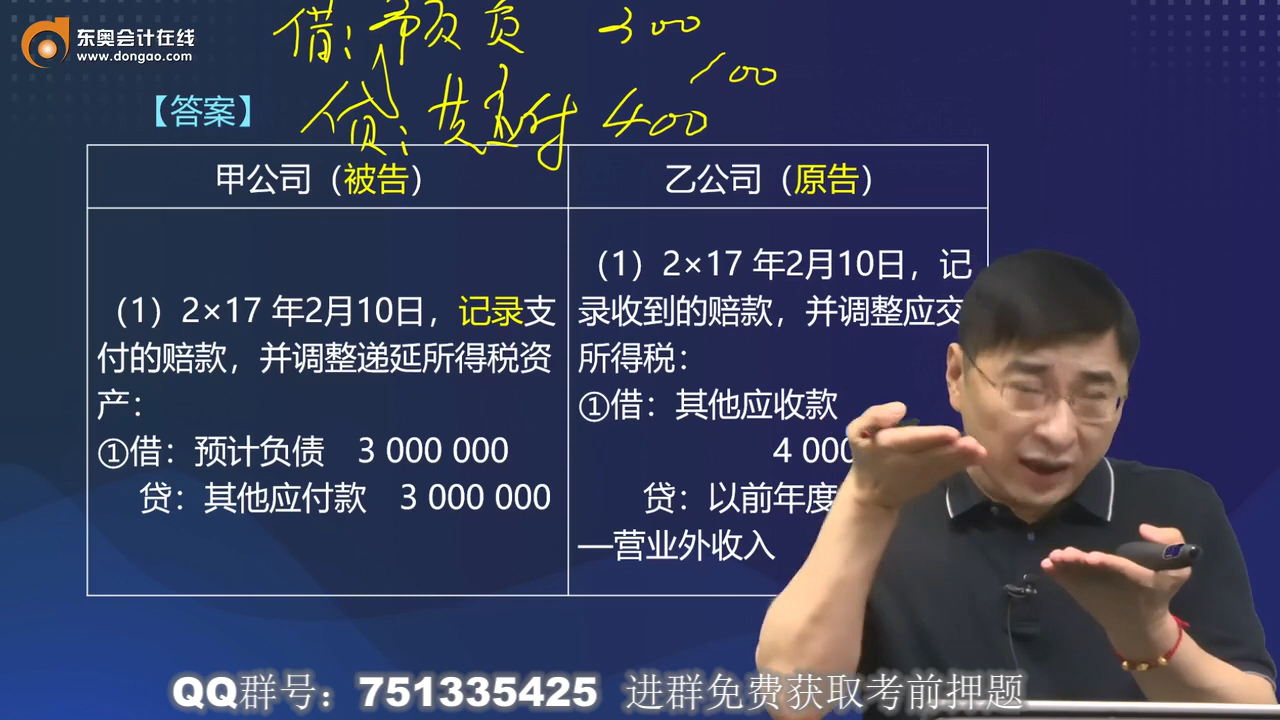 东奥会计在线
www.dongao.com
借：预负 300
100
贷：其应付 400
【答案】
甲公司（被告）
乙公司（原告）
（1）2×17 年2月10日，记录支
付的赔款，并调整递延所得税资
产：
①借：预计负债 3 000 000
贷：其他应付款 3 000 000
（1）2×17 年2月10日，记
录收到的赔款，并调整应交
所得税：
①借：其他应收款
4 000
贷：以前年度
—营业外收入
QQ群号：751335425 进群免费获取考前押题